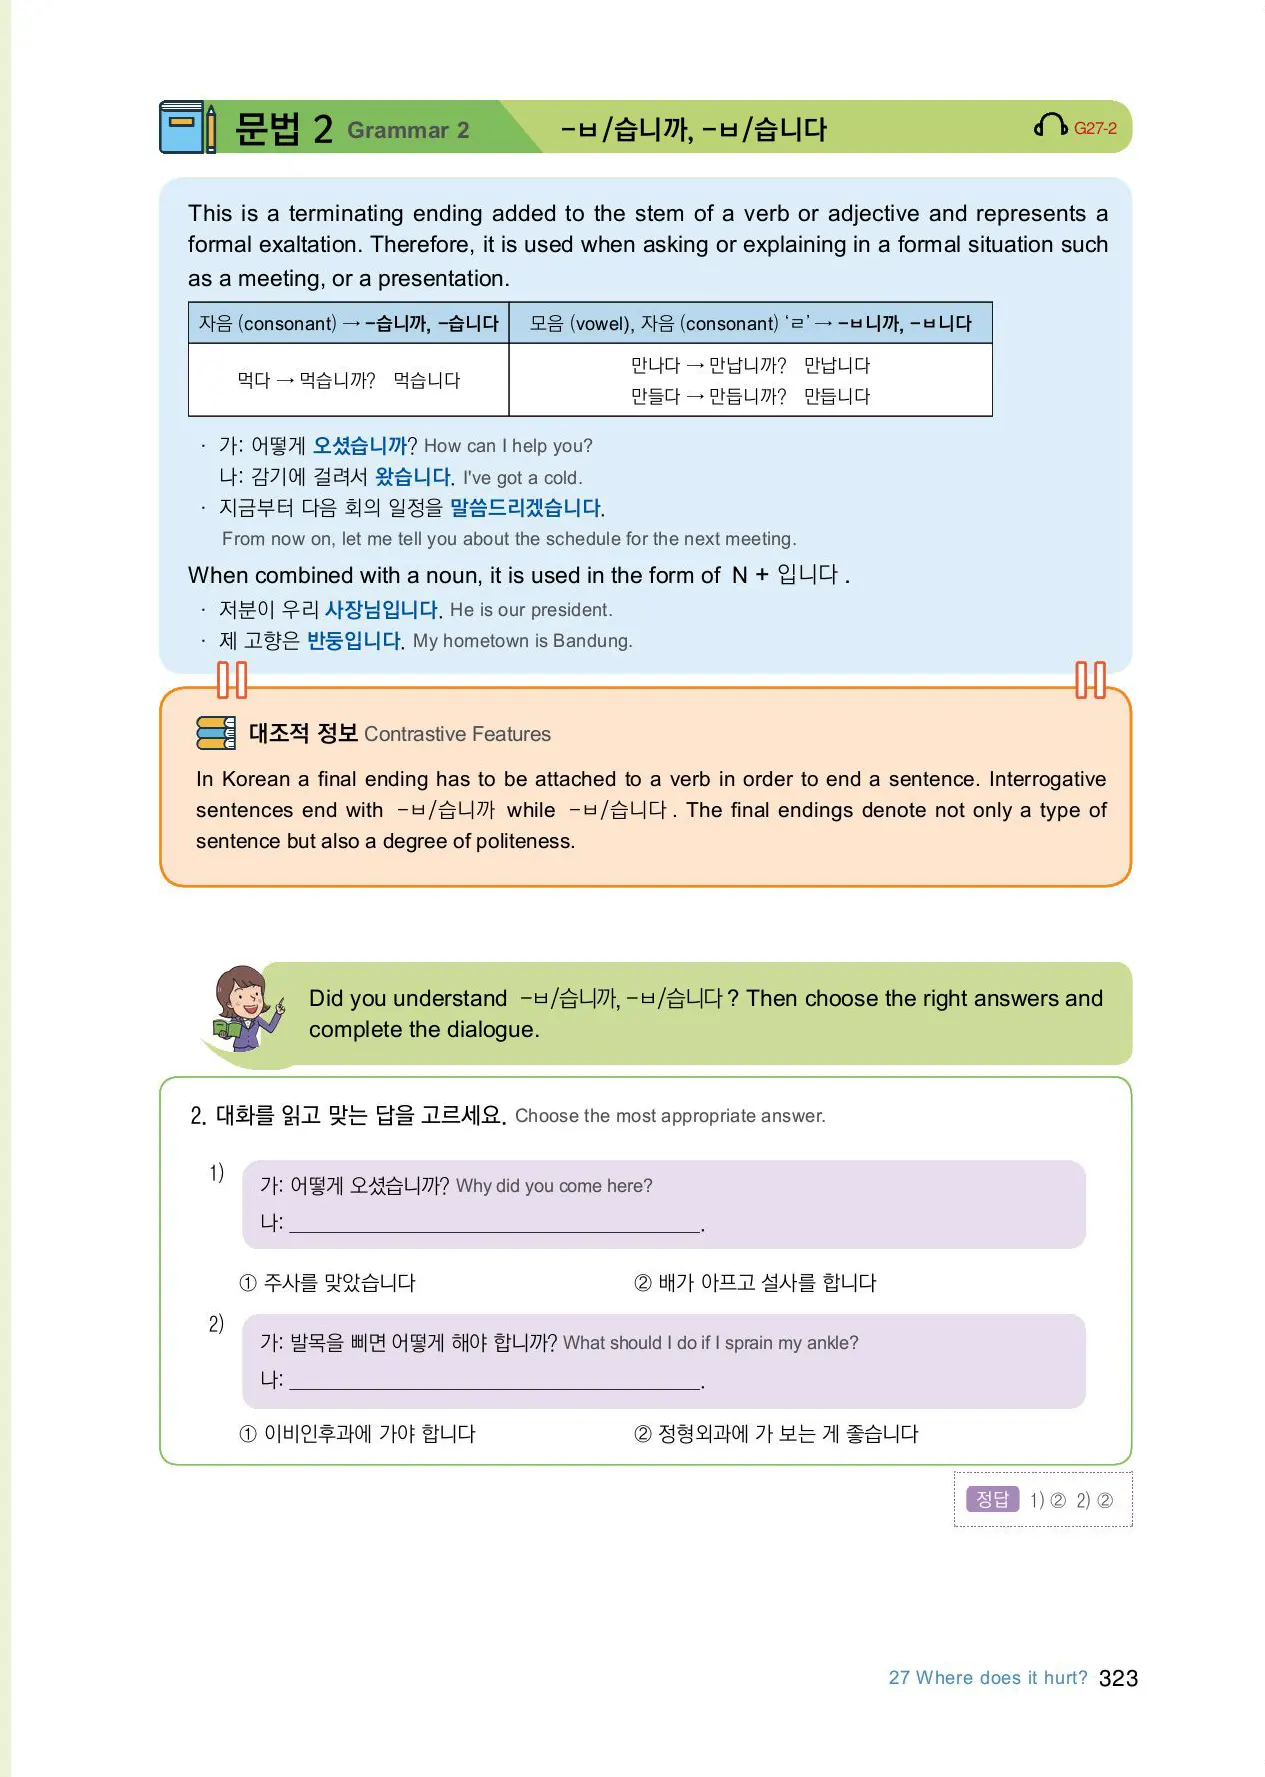 문법 2 Grammar 2 –ㅂ/습니까, –ㅂ/습니다 G27-2
This is a terminating ending added to the stem of a verb or adjective and represents a
formal exaltation. Therefore, it is used when asking or explaining in a formal situation such
as a meeting, or a presentation.
자음 (consonant) → –습니까, –습니다 모음 (vowel), 자음 (consonant) ‘ㄹ’ → –ㅂ니까, –ㅂ니다
먹다 → 먹습니까? 먹습니다
만나다 → 만납니까? 만납니다
만들다 → 만듭니까? 만듭니다
· 가: 어떻게 오셨습니까? How can I help you?
나: 감기에 걸려서 왔습니다. I've got a cold.
· 지금부터 다음 회의 일정을 말씀드리겠습니다.
From now on, let me tell you about the schedule for the next meeting.
When combined with a noun, it is used in the form of N + 입니다 .
· 저분이 우리 사장님입니다. He is our president.
· 제 고향은 반둥입니다. My hometown is Bandung.
대조적 정보 Contrastive Features
In Korean a final ending has to be attached to a verb in order to end a sentence. Interrogative
sentences end with –ㅂ/습니까 while –ㅂ/습니다 . The final endings denote not only a type of
sentence but also a degree of politeness.
Did you understand –ㅂ/습니까, –ㅂ/습니다 ? Then choose the right answers and
complete the dialogue.
2. 대화를 읽고 맞는 답을 고르세요. Choose the most appropriate answer.
1)
가: 어떻게 오셨습니까? Why did you come here?
나: ______________________________.
① 주사를 맞았습니다 ② 배가 아프고 설사를 합니다
2)
가: 발목을 삐면 어떻게 해야 합니까? What should I do if I sprain my ankle?
나: ______________________________.
① 이비인후과에 가야 합니다 ② 정형외과에 가 보는 게 좋습니다
정답 1) ② 2) ②
27 Where does it hurt? 323